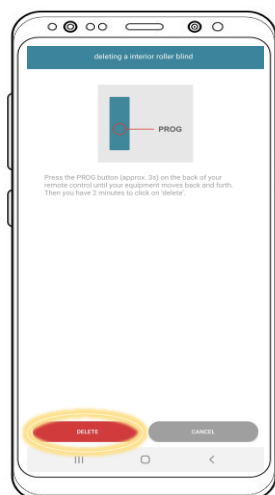 deleting a interior roller blind
PROG
Press the PROG button (approx. 3s) on the back of your
remote control until your equipment moves back and forth.
Then you have 2 minutes to click on 'delete'.
DELETE CANCEL